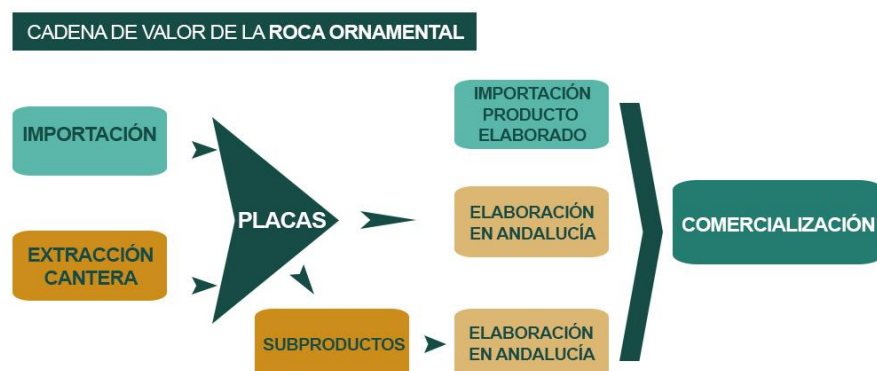 CADENA DE VALOR DE LA ROCA ORNAMENTAL
IMPORTACIÓN
EXTRACCIÓN
CANTERA
PLACAS
SUBPRODUCTOS
IMPORTACIÓN
PRODUCTO
ELABORADO
ELABORACIÓN
EN ANDALUCÍA
ELABORACIÓN
EN ANDALUCÍA
COMERCIALIZACIÓN